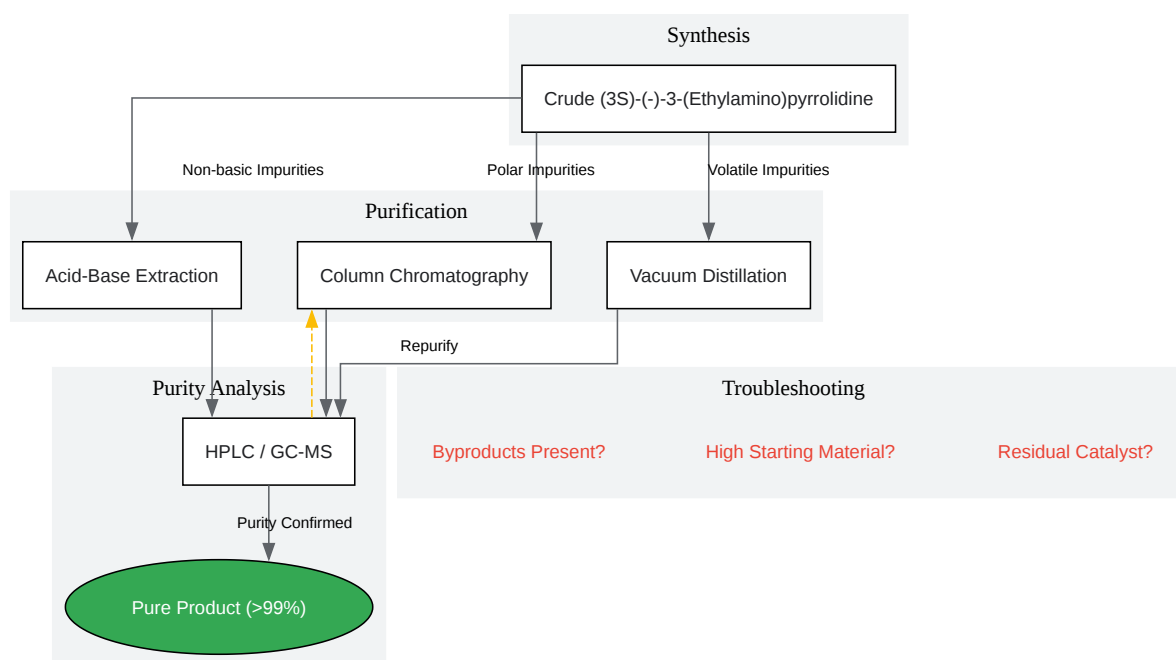 Synthesis
Crude (3S)-(-)-3-(Ethylamino)pyrrolidine
Non-basic Impurities
Polar Impurities
Volatile Impurities
Purification
Acid-Base Extraction
Column Chromatography
Vacuum Distillation
Repurify
Purity Analysis
Troubleshooting
HPLC / GC-MS
Byproducts Present?
High Starting Material?
Residual Catalyst?
Purity Confirmed
Pure Product (>99%)